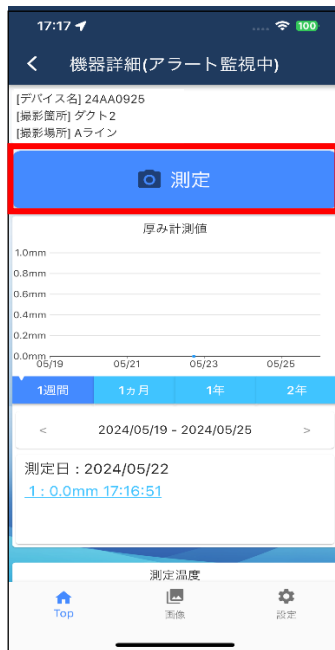 17:17
100
機器詳細(アラート監視中)
[デバイス名] 24AA0925
[撮影箇所] ダクト2
[撮影場所] Aライン
測定
厚み計測値
1.0mm
0.8mm
0.6mm
0.4mm
0.2mm
0.0mm
05/19 05/21 05/23 05/25
1週間 1ヵ月 1年 2年
< 2024/05/19 - 2024/05/25 >
測定日 : 2024/05/22
1 : 0.0mm 17:16:51
測定温度
Top 画像 設定